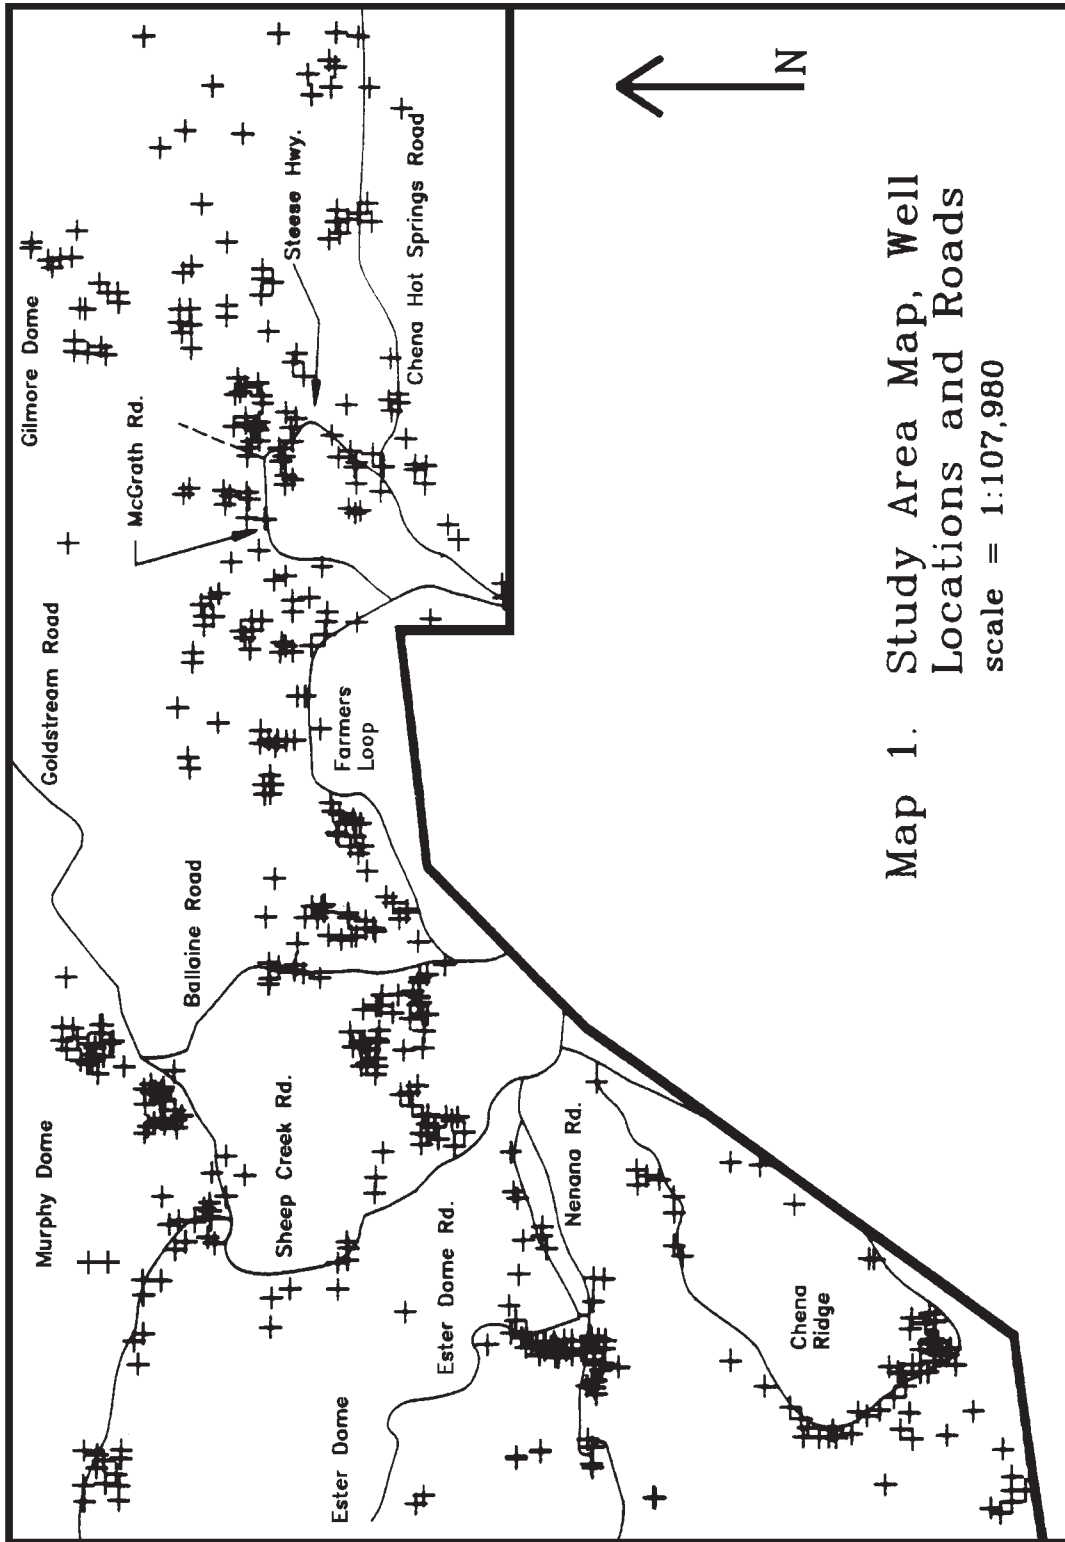 Gilmore Dome
McGrath Rd.
Steese Hwy.
Chena Hot Springs Road
Goldstream Road
Farmers
Loop
Ballaine Road
Murphy Dome
Sheep Creek Rd.
Ester Dome Rd.
Nenana Rd.
Ester Dome
Chena
Ridge
N
Map 1. Study Area Map, Well
Locations and Roads
scale = 1:107,980